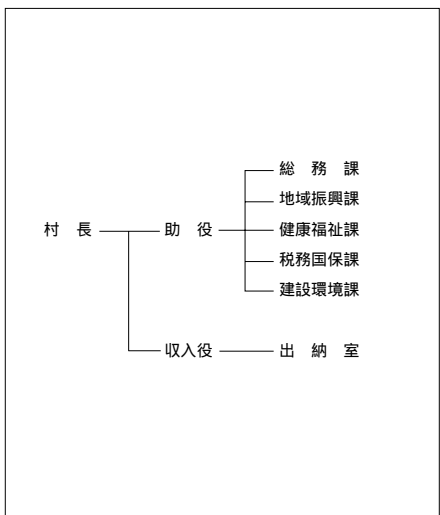 総務課
地域振興課
村長
助役
健康福祉課
税務国保課
建設環境課
収入役
出納室